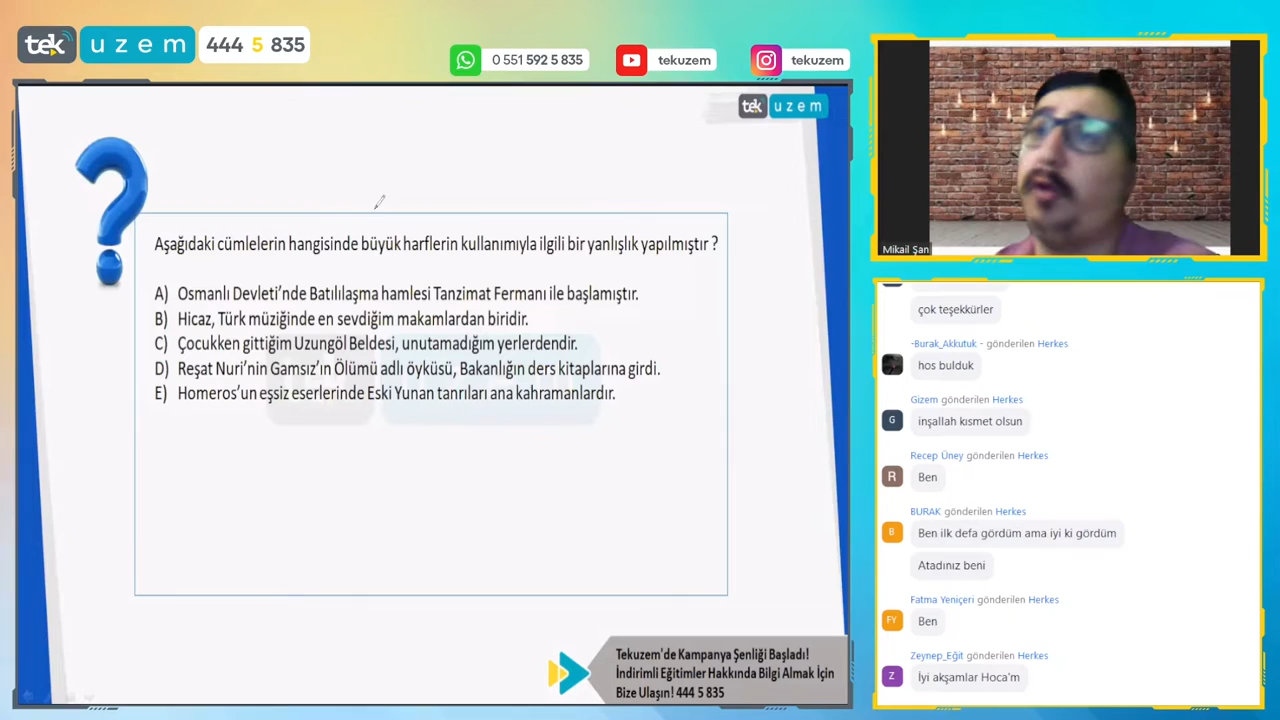 tek uzem 444 5 835
0 551 592 5 835
tekuzem
tekuzem
tek uzem
Aşağıdaki cümlelerin hangisinde büyük harflerin kullanımıyla ilgili bir yanlışlık yapılmıştır ?
A) Osmanlı Devleti’nde Batılılaşma hamlesi Tanzimat Fermanı ile başlamıştır.
B) Hicaz, Türk müziğinde en sevdiğim makamlardan biridir.
C) Çocukken gittiğim Uzungöl Beldesi, unutamadığım yerlerdendir.
D) Reşat Nuri’nin Gamsız’ın Ölümü adlı öyküsü, Bakanlığın ders kitaplarına girdi.
E) Homeros’un eşsiz eserlerinde Eski Yunan tanrıları ana kahramanlardır.
Tekuzem'de Kampanya Şenliği Başladı!
İndirimli Eğitimler Hakkında Bilgi Almak İçin
Bize Ulaşın! 444 5 835
Mikail Şan
çok teşekkürler
-Burak_Akkutuk - gönderilen Herkes
hos bulduk
Gizem gönderilen Herkes
G
inşallah kısmet olsun
Recep Üney gönderilen Herkes
R
Ben
BURAK gönderilen Herkes
B
Ben ilk defa gördüm ama iyi ki gördüm
Atadınız beni
Fatma Yeniçeri gönderilen Herkes
FY
Ben
Zeynep_Eğit gönderilen Herkes
Z
İyi akşamlar Hoca'm